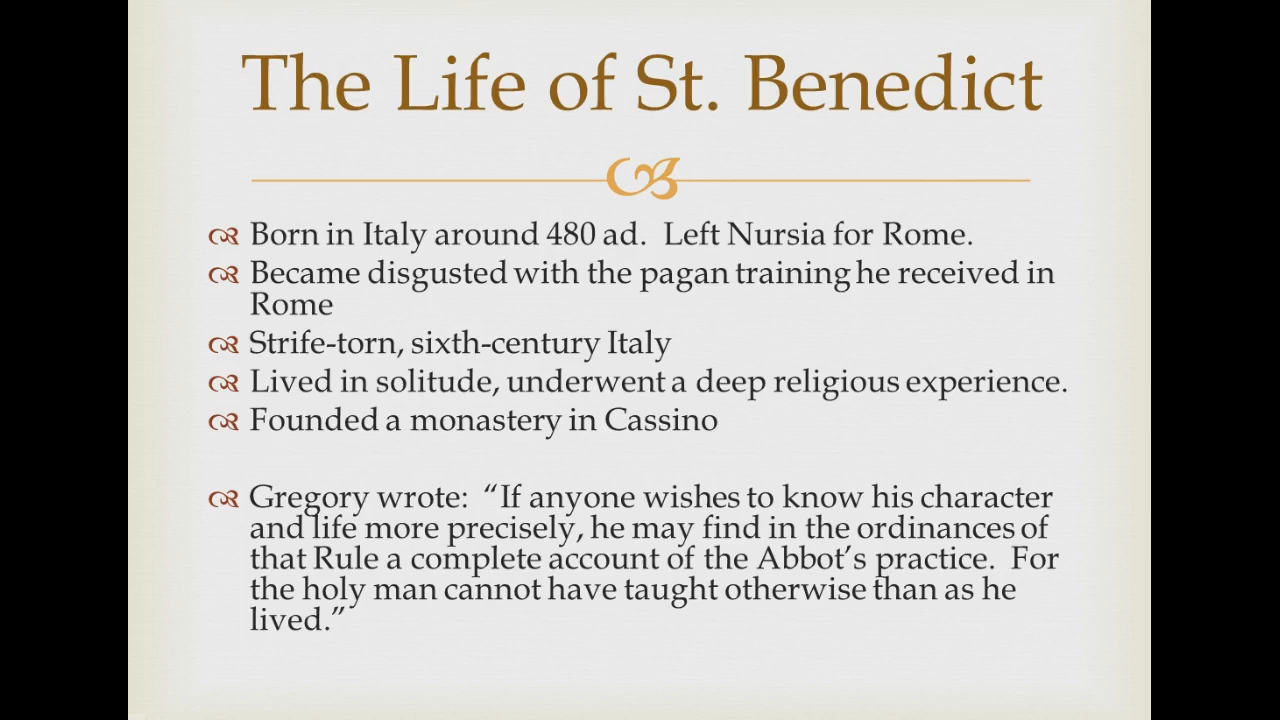 The Life of St. Benedict
Born in Italy around 480 ad.  Left Nursia for Rome.
Became disgusted with the pagan training he received in
Rome
Strife-torn, sixth-century Italy
Lived in solitude, underwent a deep religious experience.
Founded a monastery in Cassino
Gregory wrote:  “If anyone wishes to know his character
and life more precisely, he may find in the ordinances of
that Rule a complete account of the Abbot’s practice.  For
the holy man cannot have taught otherwise than as he
lived.”